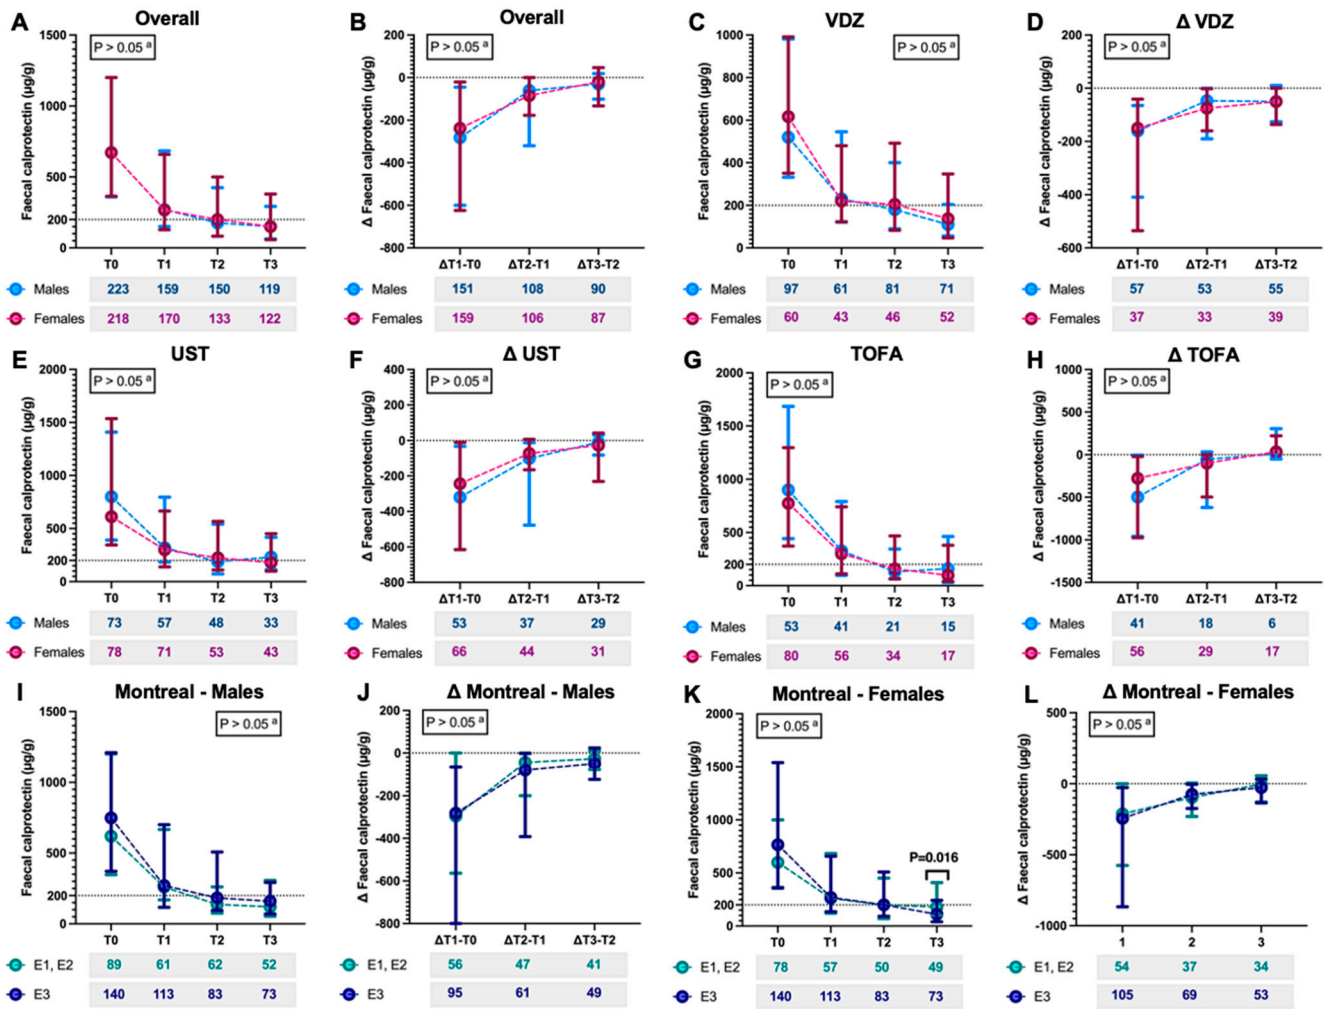 A Overall
Faecal calprotectin (µg/g)
P > 0.05 a
1500
1000
500
200
0
T0 T1 T2 T3
Males 223 159 150 119
Females 218 170 133 122
B Overall
Δ Faecal calprotectin (µg/g)
P > 0.05 a
200
0
-200
-400
-600
-800
ΔT1-T0 ΔT2-T1 ΔT3-T2
Males 151 108 90
Females 159 106 87
C VDZ
Faecal calprotectin (µg/g)
P > 0.05 a
1000
800
600
400
200
0
T0 T1 T2 T3
Males 97 61 81 71
Females 60 43 46 52
D Δ VDZ
Δ Faecal calprotectin (µg/g)
P > 0.05 a
200
0
-200
-400
-600
ΔT1-T0 ΔT2-T1 ΔT3-T2
Males 57 53 55
Females 37 33 39
E UST
Faecal calprotectin (µg/g)
P > 0.05 a
2000
1500
1000
500
200
0
T0 T1 T2 T3
Males 73 57 48 33
Females 78 71 53 43
F Δ UST
Δ Faecal calprotectin (µg/g)
P > 0.05 a
400
200
0
-200
-400
-600
-800
ΔT1-T0 ΔT2-T1 ΔT3-T2
Males 53 37 29
Females 66 44 31
G TOFA
Faecal calprotectin (µg/g)
P > 0.05 a
2000
1500
1000
500
200
0
T0 T1 T2 T3
Males 53 41 21 15
Females 80 56 34 17
H Δ TOFA
Δ Faecal calprotectin (µg/g)
P > 0.05 a
1000
500
0
-500
-1000
-1500
ΔT1-T0 ΔT2-T1 ΔT3-T2
Males 41 18 6
Females 56 29 17
I Montreal - Males
Faecal calprotectin (µg/g)
P > 0.05 a
1500
1000
500
200
0
T0 T1 T2 T3
E1, E2 89 61 62 52
E3 140 113 83 73
J Δ Montreal - Males
Δ Faecal calprotectin (µg/g)
P > 0.05 a
200
0
-200
-400
-600
-800
ΔT1-T0 ΔT2-T1 ΔT3-T2
E1, E2 56 47 41
E3 95 61 49
K Montreal - Females
Faecal calprotectin (µg/g)
P > 0.05 a
P=0.016
2000
1500
1000
500
200
0
T0 T1 T2 T3
E1, E2 78 57 50 49
E3 140 113 83 73
L Δ Montreal - Females
Δ Faecal calprotectin (µg/g)
P > 0.05 a
500
0
-500
-1000
1 2 3
E1, E2 54 37 34
E3 105 69 53